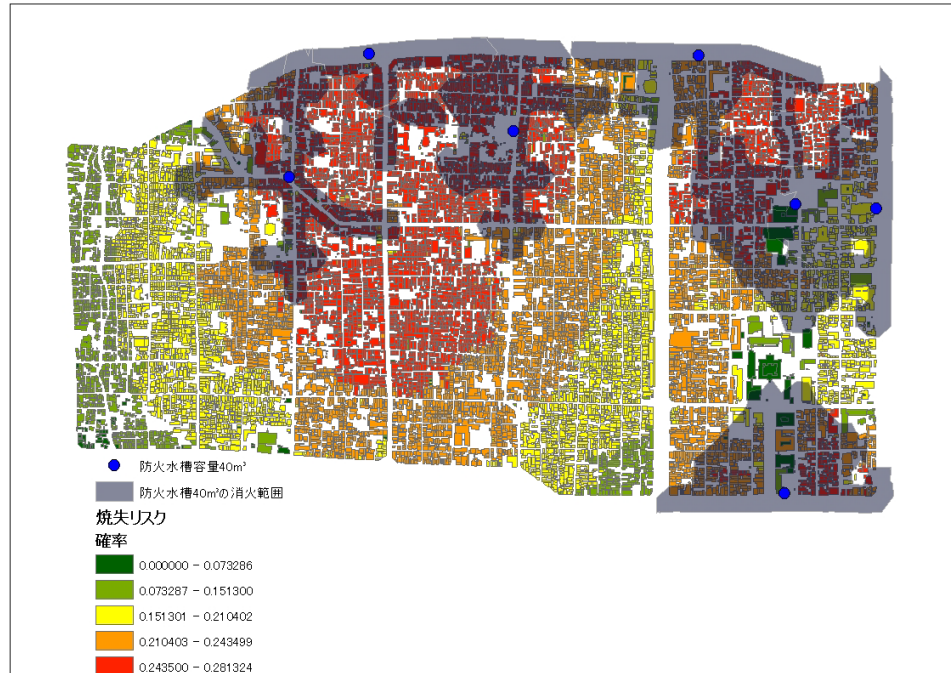 防火水槽容量40m³
防火水槽40m³の消火範囲
焼失リスク
確率
0.000000 - 0.073286
0.073287 - 0.151300
0.151301 - 0.210402
0.210403 - 0.243499
0.243500 - 0.281324